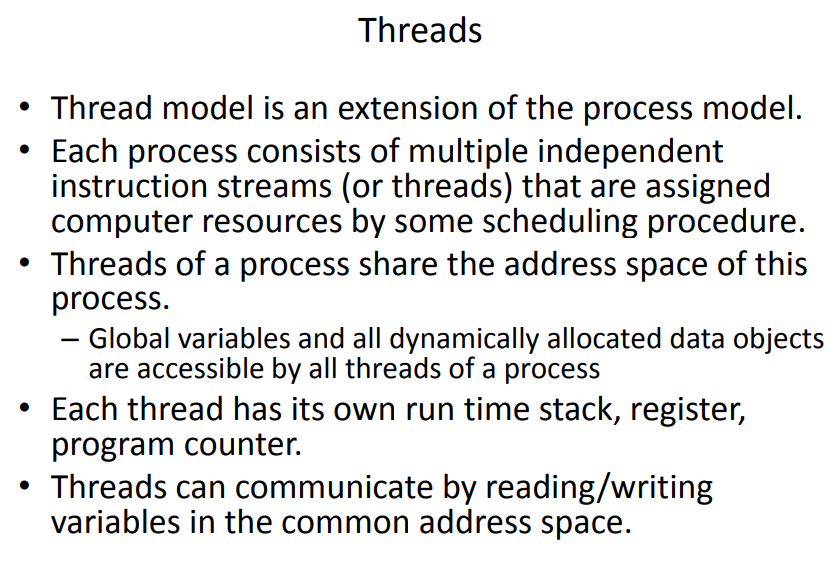 Threads
• Thread model is an extension of the process model.
• Each process consists of multiple independent
instruction streams (or threads) that are assigned
computer resources by some scheduling procedure.
• Threads of a process share the address space of this
process.
– Global variables and all dynamically allocated data objects
are accessible by all threads of a process
• Each thread has its own run time stack, register,
program counter.
• Threads can communicate by reading/writing
variables in the common address space.